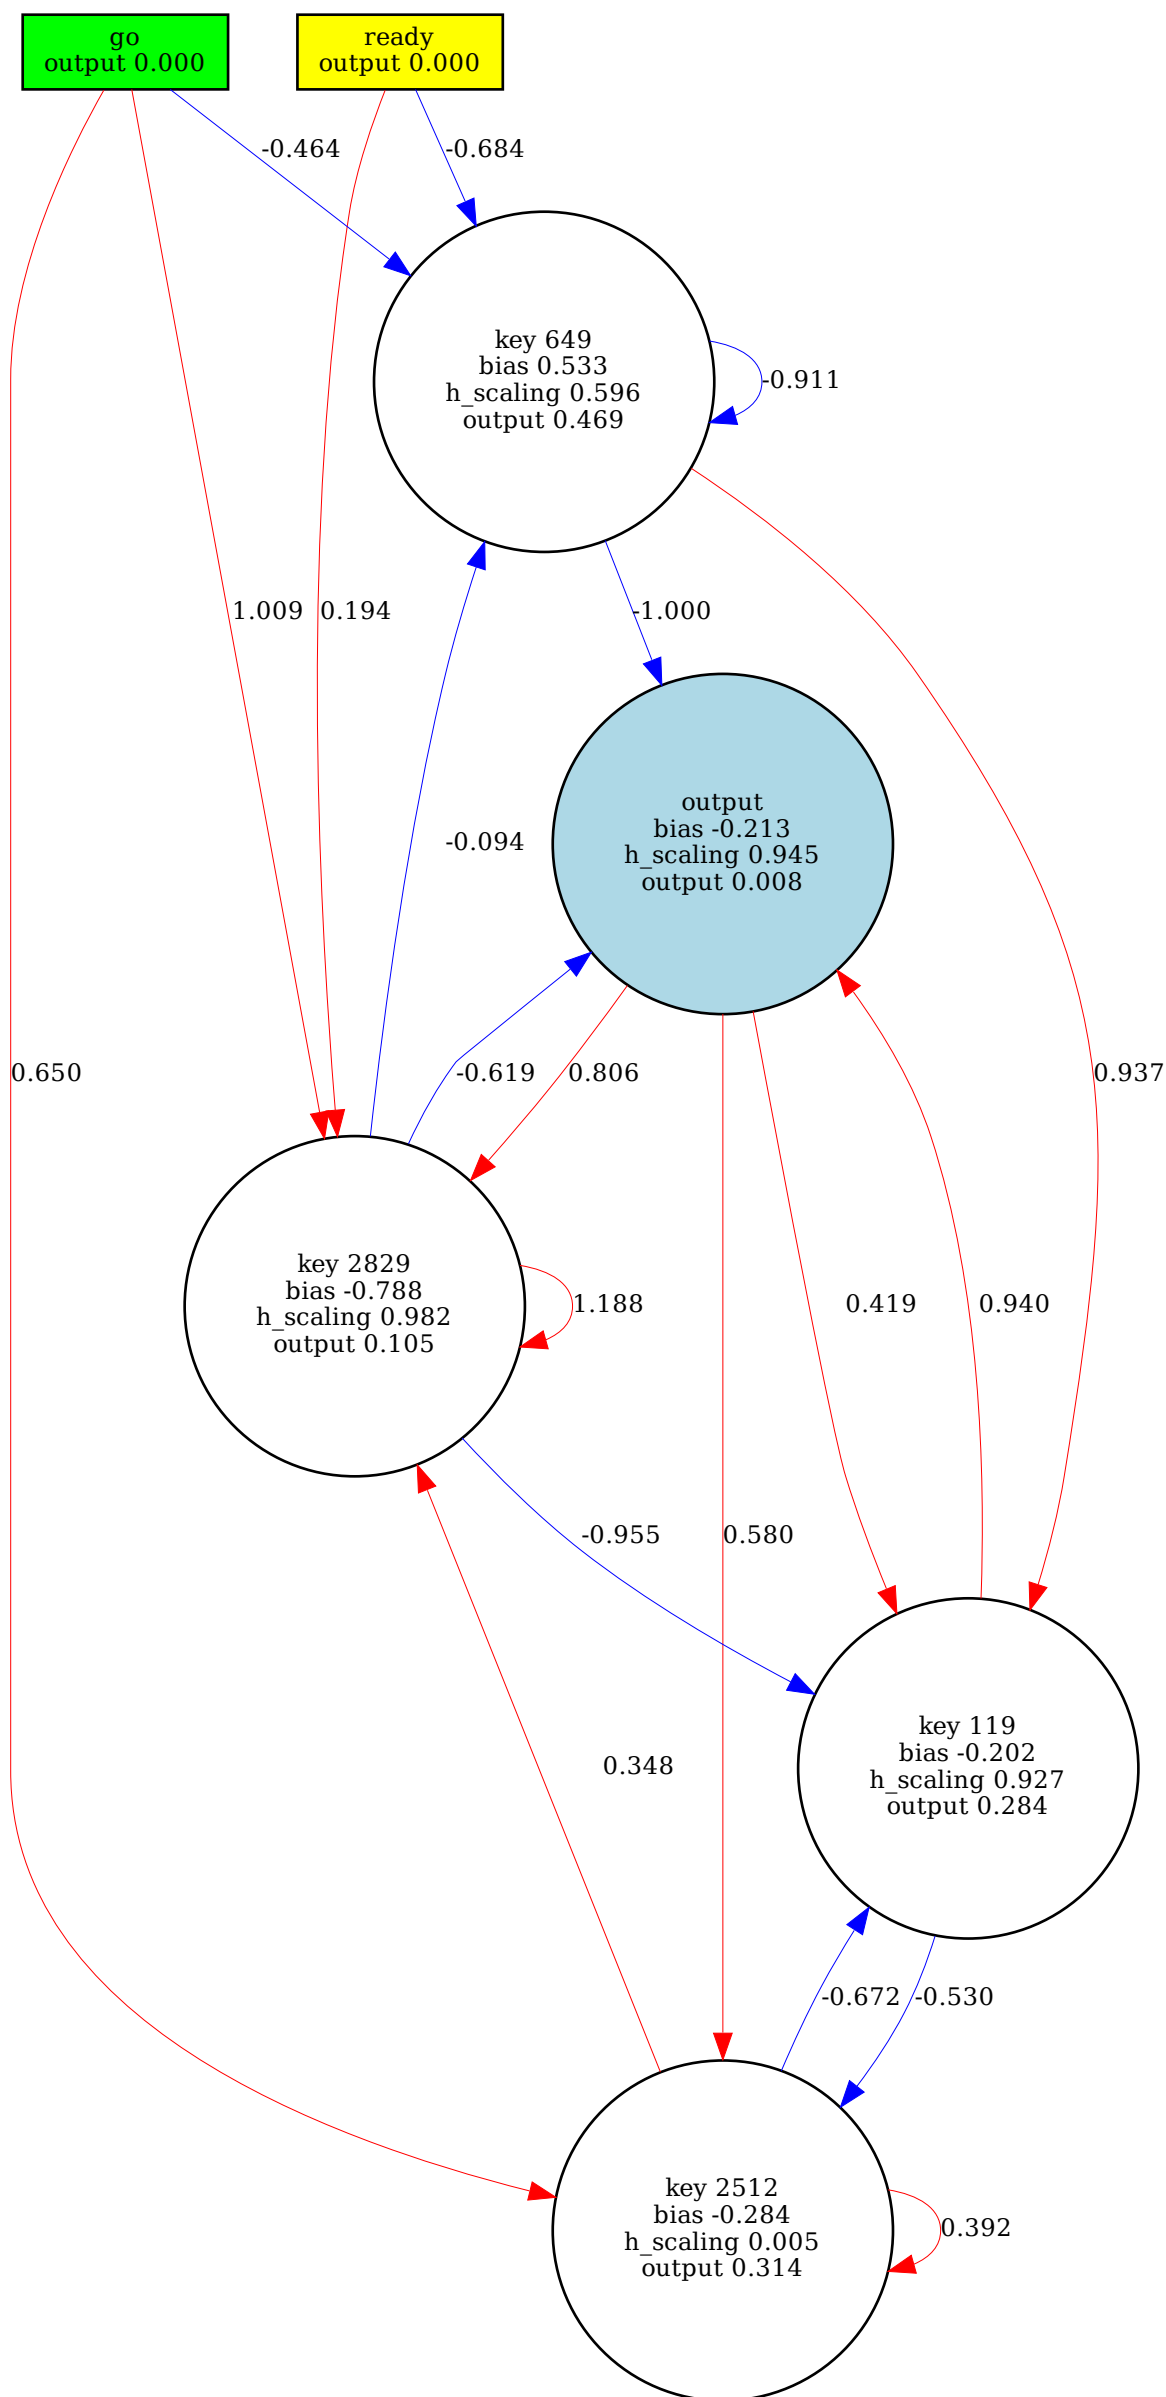 go
output 0.000
ready
output 0.000
-0.464
-0.684
key 649
bias 0.533
h_scaling 0.596
output 0.469
-0.911
1.009
0.194
-1.000
output
bias -0.213
h_scaling 0.945
output 0.008
-0.094
0.650
-0.619
0.806
0.937
key 2829
bias -0.788
h_scaling 0.982
output 0.105
1.188
0.419
0.940
-0.955
0.580
key 119
bias -0.202
h_scaling 0.927
output 0.284
0.348
-0.672
-0.530
key 2512
bias -0.284
h_scaling 0.005
output 0.314
0.392